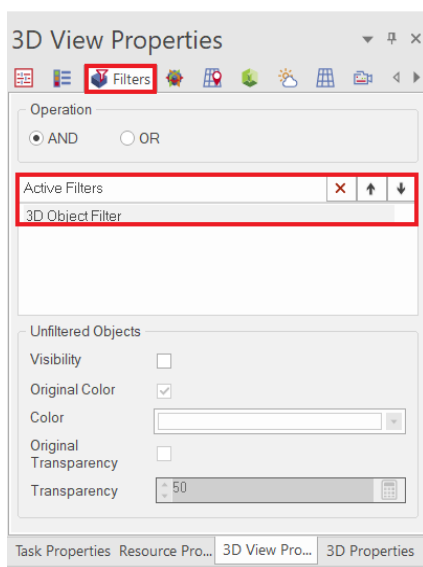 3D View Properties
Filters
Operation
AND OR
Active Filters
3D Object Filter
Unfiltered Objects
Visibility
Original Color
Color
Original
Transparency
Transparency 50
Task Properties Resource Pro... 3D View Pro... 3D Properties